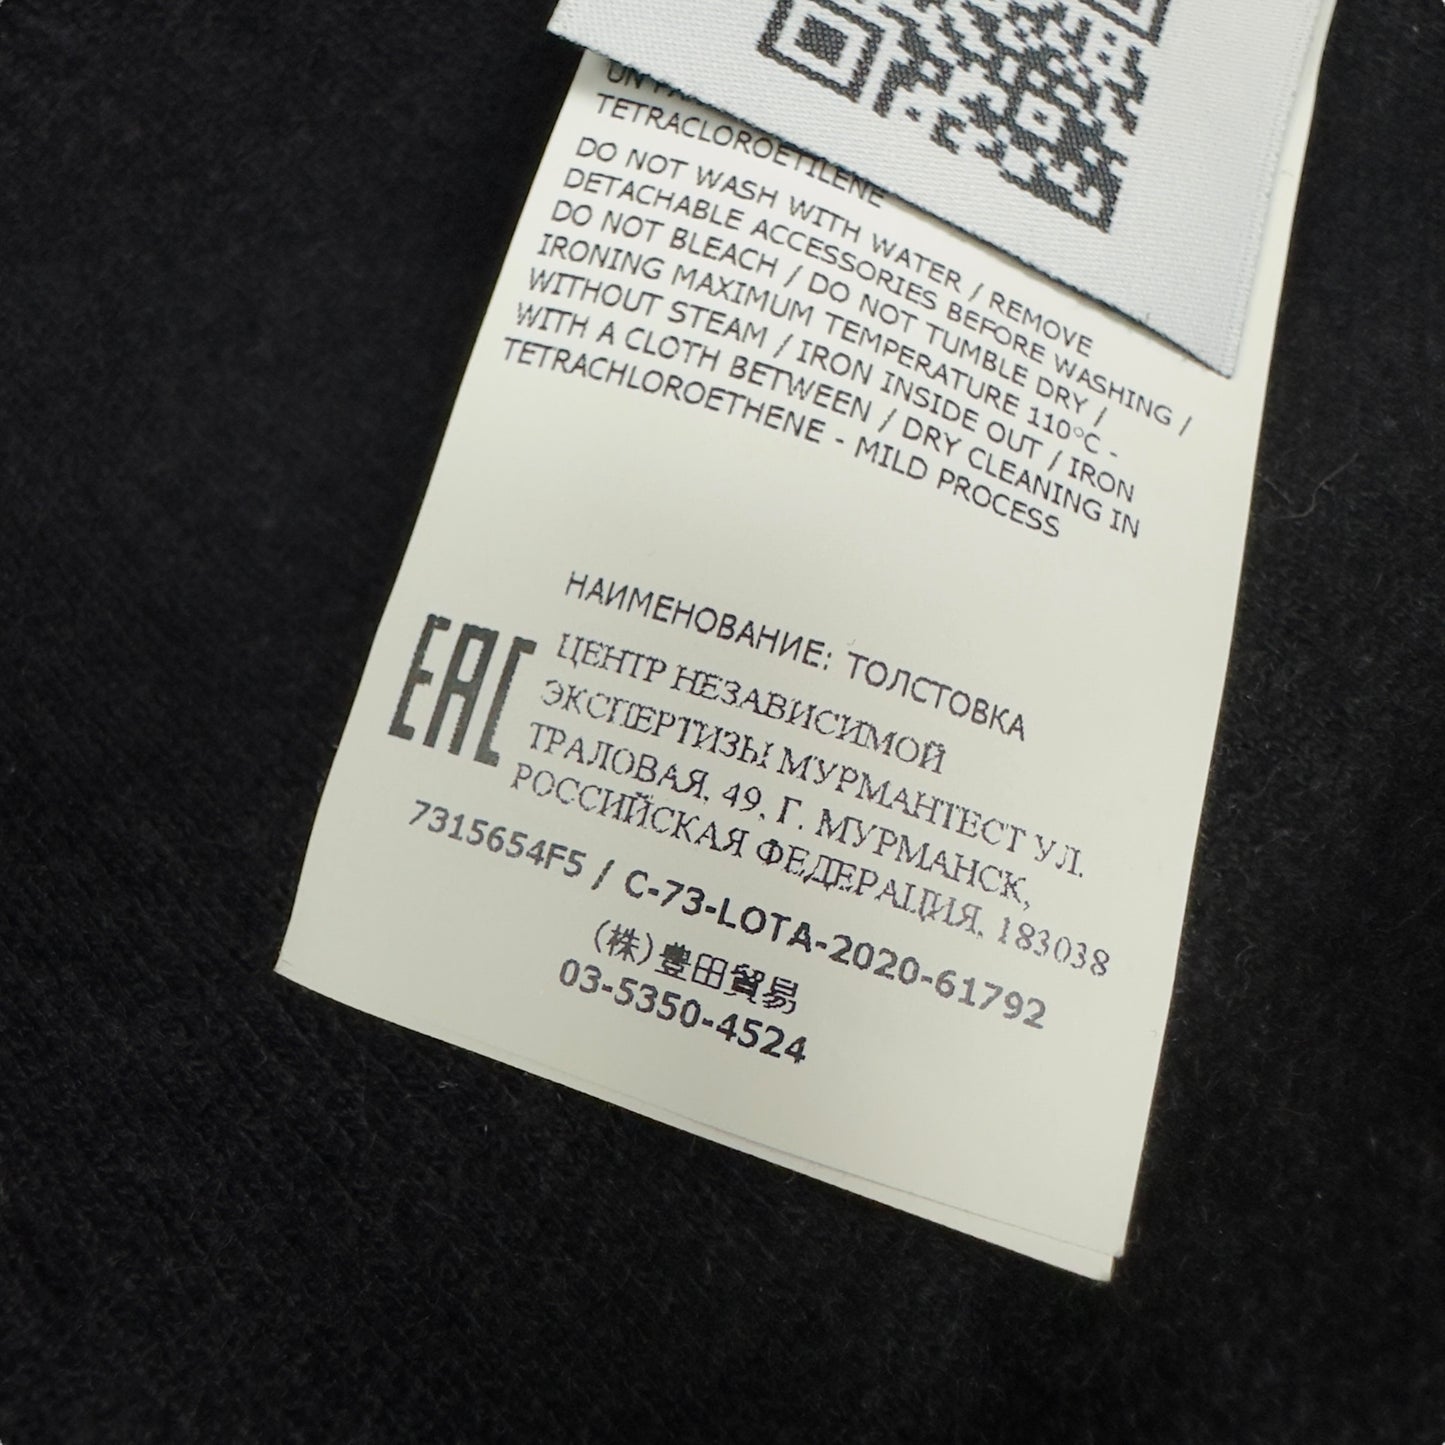 TETRACLOROETILENE
DO NOT WASH WITH WATER / REMOVE
DETACHABLE ACCESSORIES BEFORE WASHING /
DO NOT BLEACH / DO NOT TUMBLE DRY /
IRONING MAXIMUM TEMPERATURE 110°C -
WITHOUT STEAM / IRON INSIDE OUT / IRON
WITH A CLOTH BETWEEN / DRY CLEANING IN
TETRACHLOROETHENE - MILD PROCESS
НАИМЕНОВАНИЕ: ТОЛСТОВКА
EAC
ЦЕНТР НЕЗАВИСИМОЙ
ЭКСПЕРТИЗЫ МУРМАНТЕСТ УЛ.
ТРАЛОВАЯ, 49, Г. МУРМАНСК,
РОССИЙСКАЯ ФЕДЕРАЦИЯ, 183038
7315654F5 / C-73-LOTA-2020-61792
(株)豊田貿易
03-5350-4524